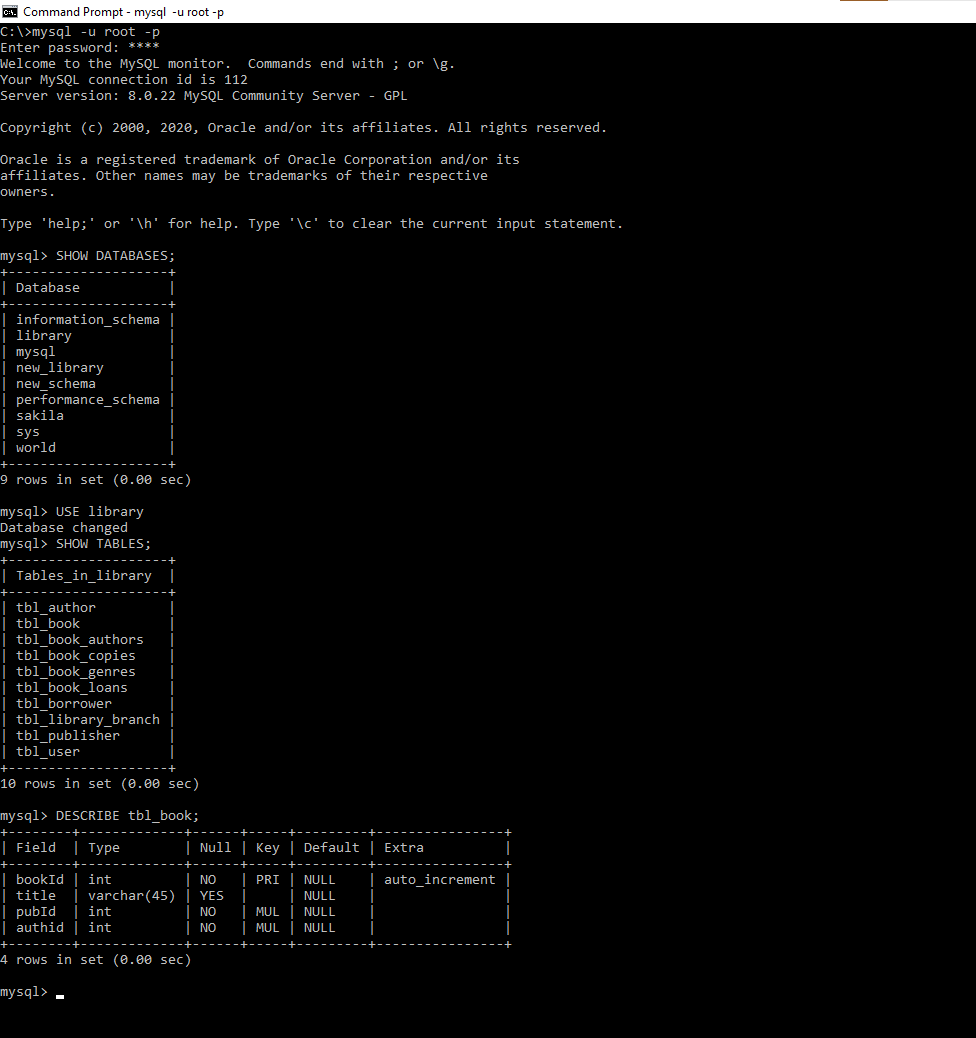 Command Prompt - mysql  -u root -p
C:\>mysql -u root -p
Enter password: ****
Welcome to the MySQL monitor.  Commands end with ; or \g.
Your MySQL connection id is 112
Server version: 8.0.22 MySQL Community Server - GPL

Copyright (c) 2000, 2020, Oracle and/or its affiliates. All rights reserved.

Oracle is a registered trademark of Oracle Corporation and/or its
affiliates. Other names may be trademarks of their respective
owners.

Type 'help;' or '\h' for help. Type '\c' to clear the current input statement.

mysql> SHOW DATABASES;
+--------------------+
| Database           |
+--------------------+
| information_schema |
| library            |
| mysql              |
| new_library        |
| new_schema         |
| performance_schema |
| sakila             |
| sys                |
| world              |
+--------------------+
9 rows in set (0.00 sec)

mysql> USE library
Database changed
mysql> SHOW TABLES;
+--------------------+
| Tables_in_library  |
+--------------------+
| tbl_author         |
| tbl_book           |
| tbl_book_authors   |
| tbl_book_copies    |
| tbl_book_genres    |
| tbl_book_loans     |
| tbl_borrower       |
| tbl_library_branch |
| tbl_publisher      |
| tbl_user           |
+--------------------+
10 rows in set (0.00 sec)

mysql> DESCRIBE tbl_book;
+--------+-------------+------+-----+---------+----------------+
| Field  | Type        | Null | Key | Default | Extra          |
+--------+-------------+------+-----+---------+----------------+
| bookId | int         | NO   | PRI | NULL    | auto_increment |
| title  | varchar(45) | YES  |     | NULL    |                |
| pubId  | int         | NO   | MUL | NULL    |                |
| authid | int         | NO   | MUL | NULL    |                |
+--------+-------------+------+-----+---------+----------------+
4 rows in set (0.00 sec)

mysql>